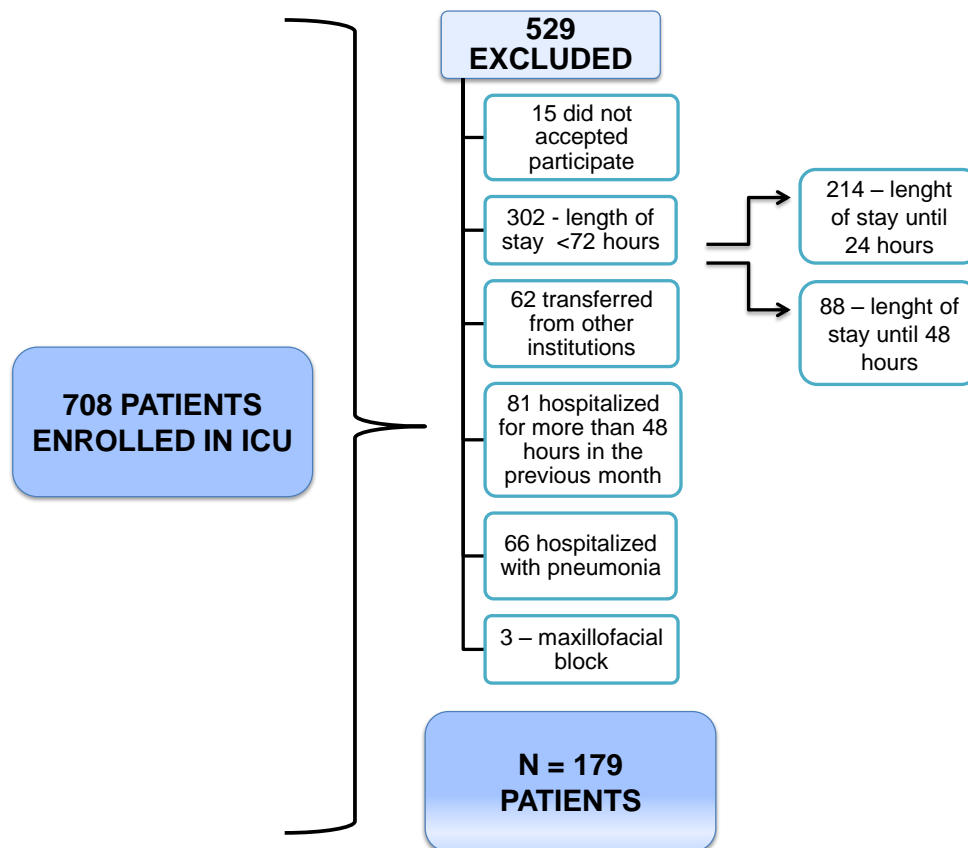 529
EXCLUDED
15 did not
accepted
participate
302 - length of
stay <72 hours
214 – lenght
of stay until
24 hours
88 – lenght of
stay until 48
hours
62 transferred
from other
institutions
708 PATIENTS
ENROLLED IN ICU
81 hospitalized
for more than 48
hours in the
previous month
66 hospitalized
with pneumonia
3 – maxillofacial
block
N = 179
PATIENTS